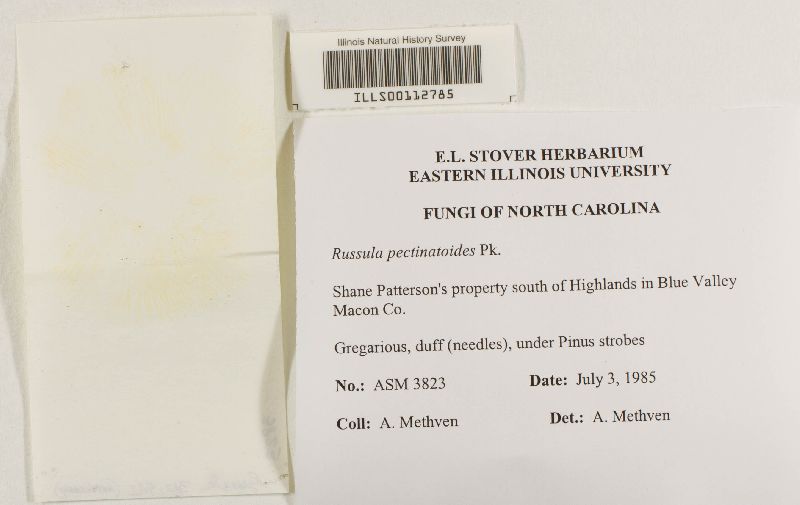 Illinois Natural History Survey
ILLS00112785
E.L. STOVER HERBARIUM
EASTERN ILLINOIS UNIVERSITY
FUNGI OF NORTH CAROLINA
Russula pectinatoides Pk.
Shane Patterson's property south of Highlands in Blue Valley
Macon Co.
Gregarious, duff (needles), under Pinus strobes
No.: ASM 3823 Date: July 3, 1985
Coll: A. Methven Det.: A. Methven